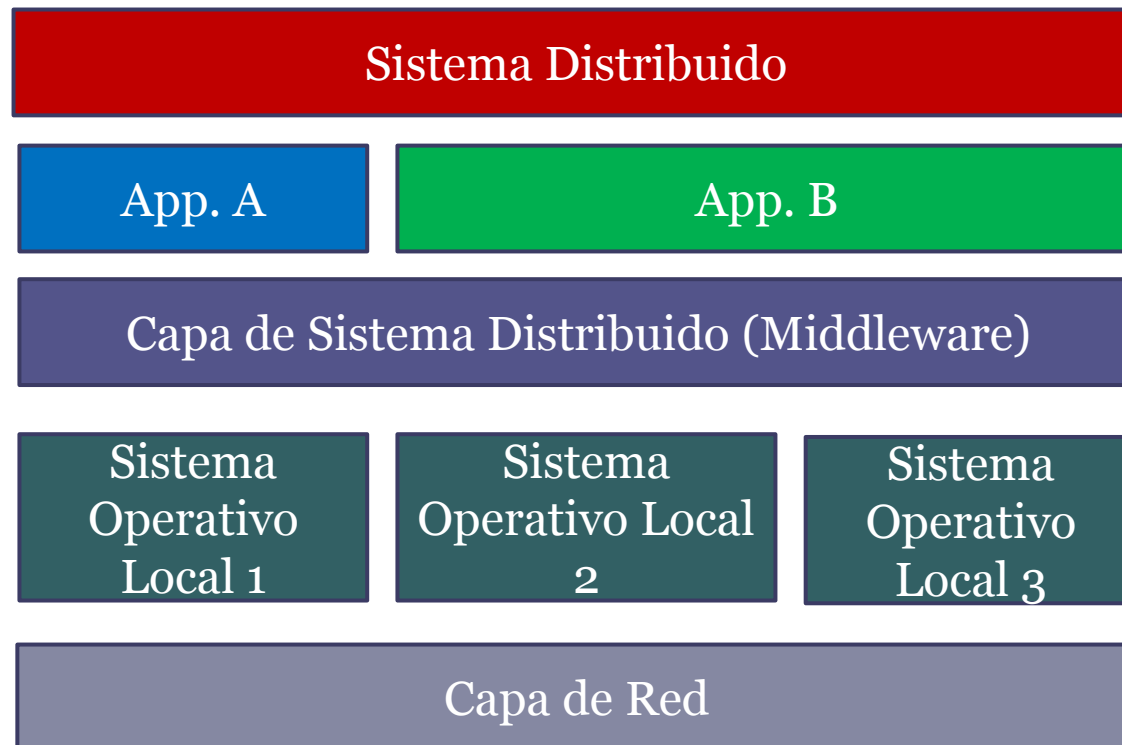 Sistema Distribuido
App. A
App. B
Capa de Sistema Distribuido (Middleware)
Sistema
Operativo
Local 1
Sistema
Operativo Local
2
Sistema
Operativo
Local 3
Capa de Red